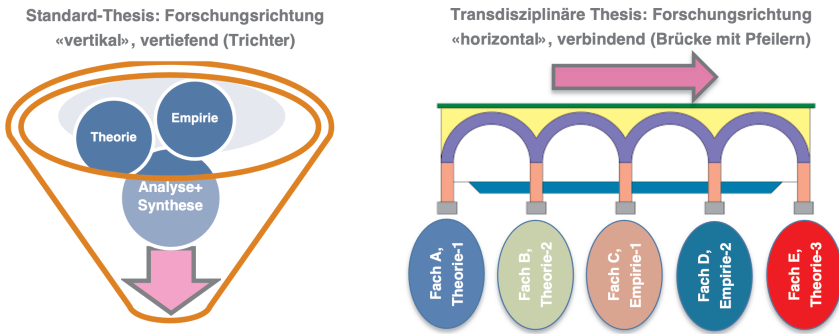 Standard-Thesis: Forschungsrichtung
«vertikal», vertiefend (Trichter)
Theorie
Empirie
Analyse+
Synthese
Transdisziplinäre Thesis: Forschungsrichtung
«horizontal», verbindend (Brücke mit Pfeilern)
Fach A,
Theorie-1
Fach B,
Theorie-2
Fach C,
Empirie-1
Fach D,
Empirie-2
Fach E,
Theorie-3